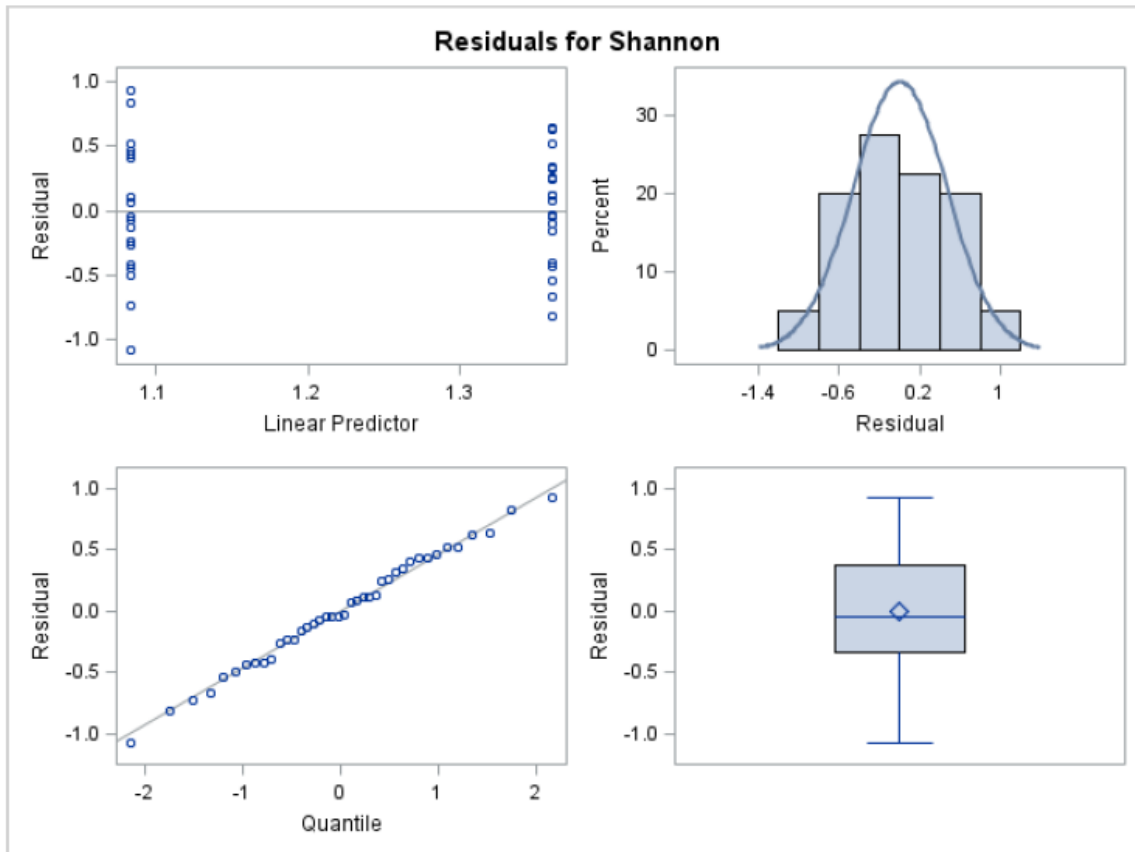 Residuals for Shannon
1.0
0.5
0.0
-0.5
-1.0
Residual
1.1 1.2 1.3
Linear Predictor
30
20
10
0
Percent
-1.4 -0.6 0.2 1
Residual
1.0
0.5
0.0
-0.5
-1.0
Residual
-2 -1 0 1 2
Quantile
1.0
0.5
0.0
-0.5
-1.0
Residual